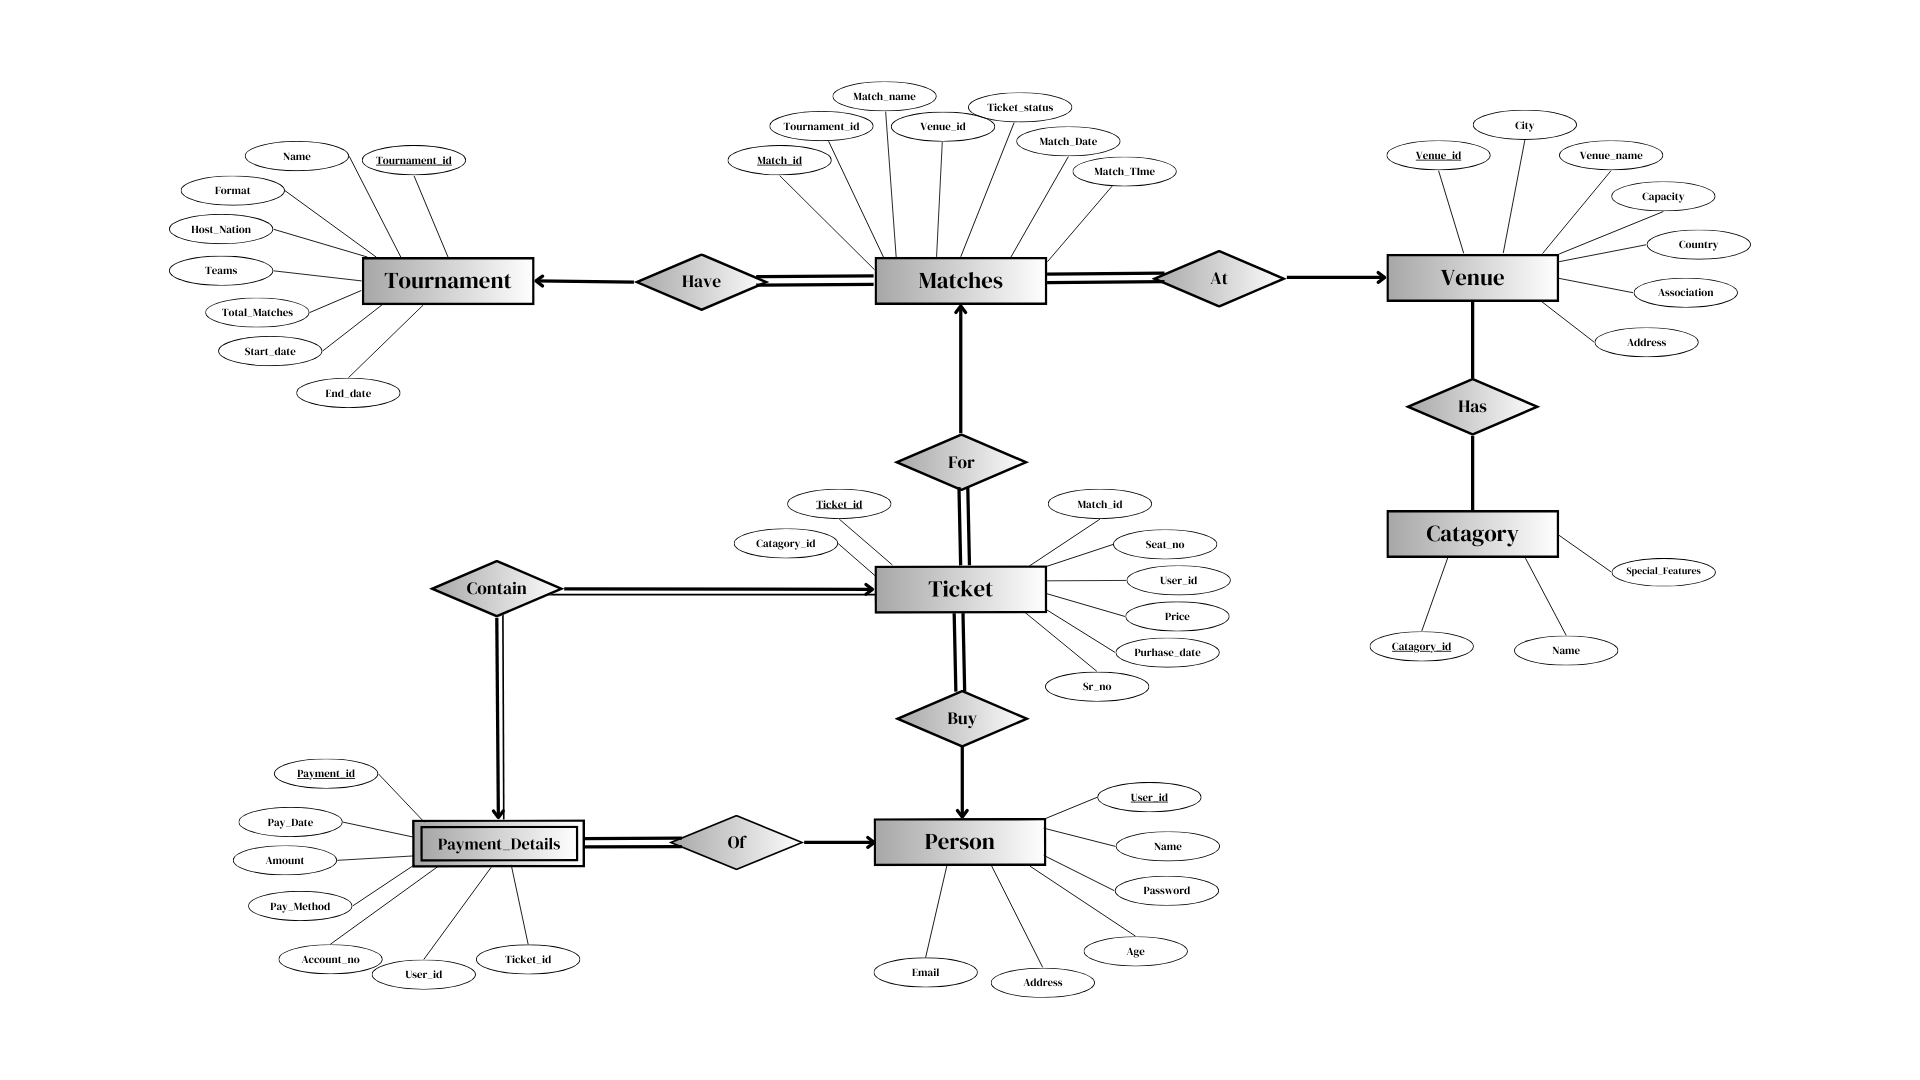 Match_name
Ticket_status
Tournament_id
Venue_id
City
Match_Date
Name
Tournament_id
Match_id
Venue_id
Venue_name
Match_TIme
Format
Capacity
Host_Nation
Country
Teams
Tournament
Have
Matches
At
Venue
Association
Total_Matches
Start_date
Address
End_date
Has
For
Ticket_id
Match_id
Catagory_id
Seat_no
Catagory
Special_Features
User_id
Contain
Ticket
Price
Purhase_date
Catagory_id
Name
Sr_no
Buy
Payment_id
User_id
Pay_Date
Payment_Details
Of
Person
Name
Amount
Password
Pay_Method
Age
Account_no
User_id
Ticket_id
Email
Address